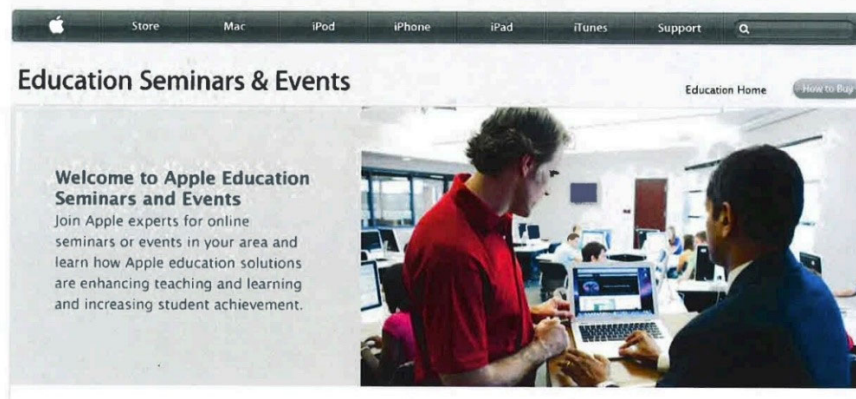 Store Mac iPod iPhone iPad iTunes Support
Education Seminars & Events
Education Home How to Buy
Welcome to Apple Education
Seminars and Events
Join Apple experts for online
seminars or events in your area and
learn how Apple education solutions
are enhancing teaching and learning
and increasing student achievement.